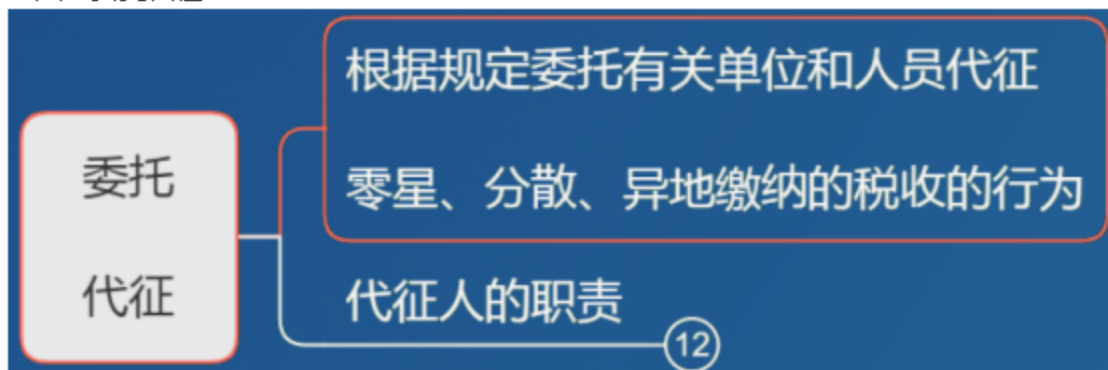 委托
代征
根据规定委托有关单位和人员代征
零星、分散、异地缴纳的税收的行为
代征人的职责
12